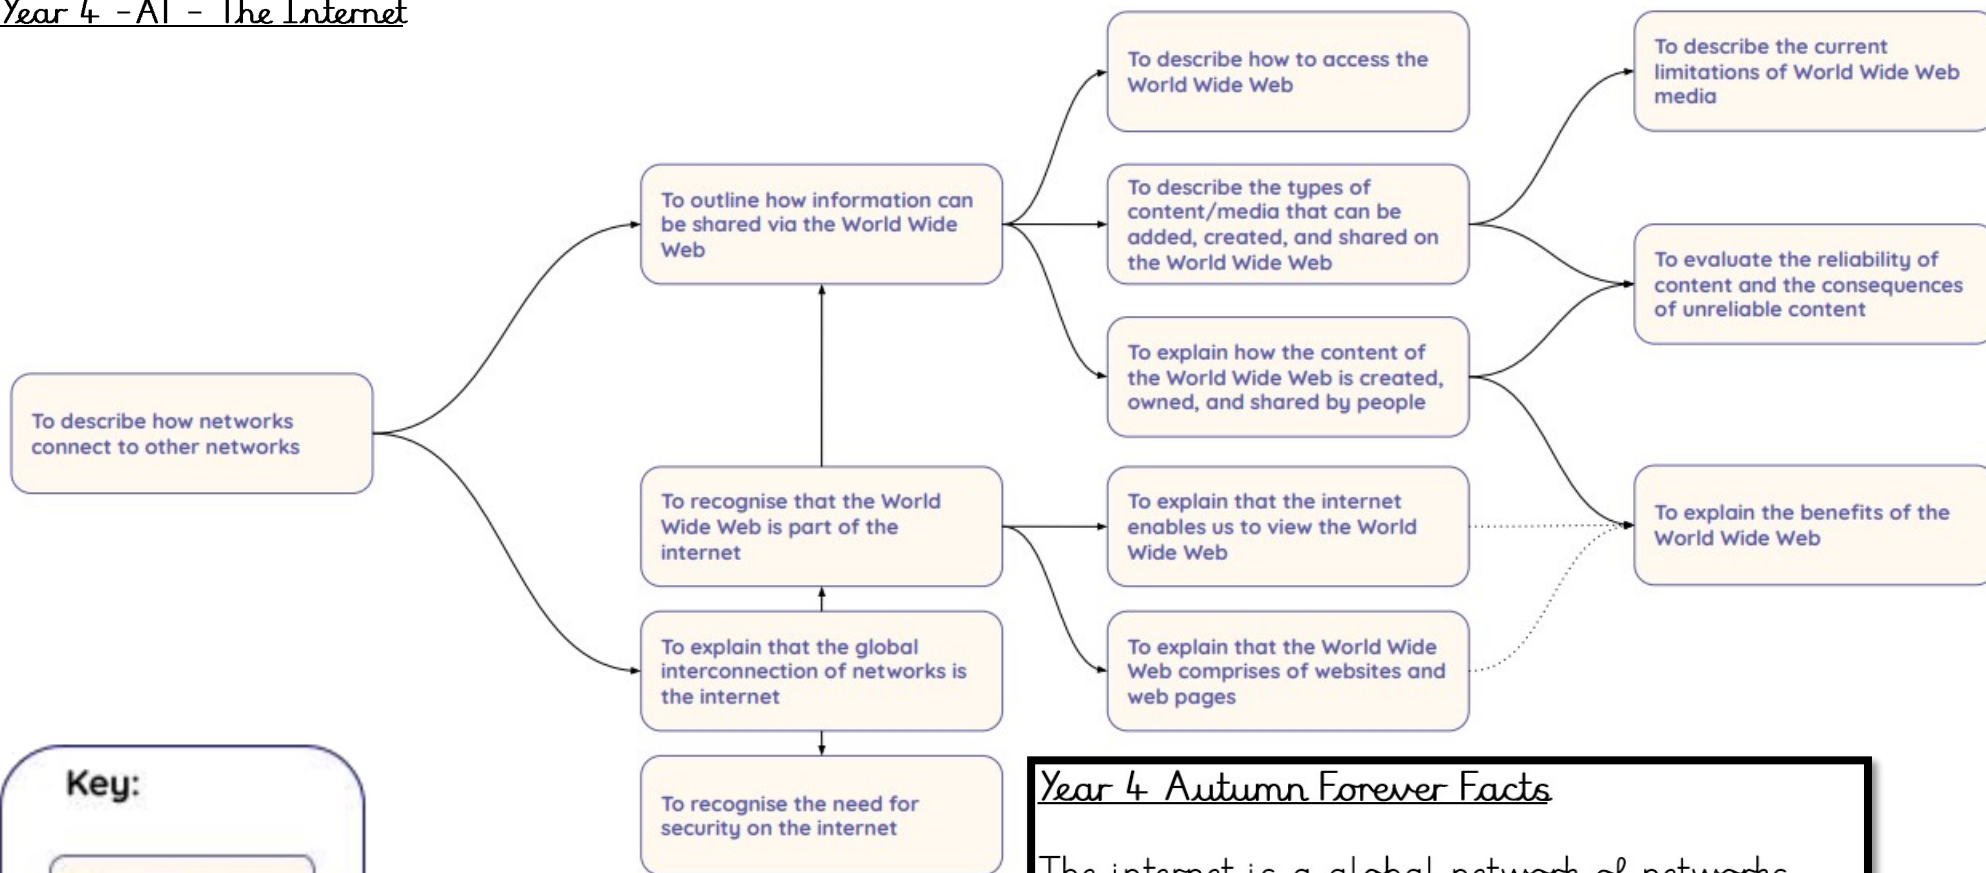 Year 4 - A1 - The Internet
To describe how networks
connect to other networks
To outline how information can
be shared via the World Wide
Web
To recognise that the World
Wide Web is part of the
internet
To explain that the global
interconnection of networks is
the internet
To recognise the need for
security on the internet
To describe how to access the
World Wide Web
To describe the types of
content/media that can be
added, created, and shared on
the World Wide Web
To explain how the content of
the World Wide Web is created,
owned, and shared by people
To explain that the internet
enables us to view the World
Wide Web
To explain that the World Wide
Web comprises of websites and
web pages
To describe the current
limitations of World Wide Web
media
To evaluate the reliability of
content and the consequences
of unreliable content
To explain the benefits of the
World Wide Web
Key:
Year 4 Autumn Forever Facts
The internet is a global network of networks